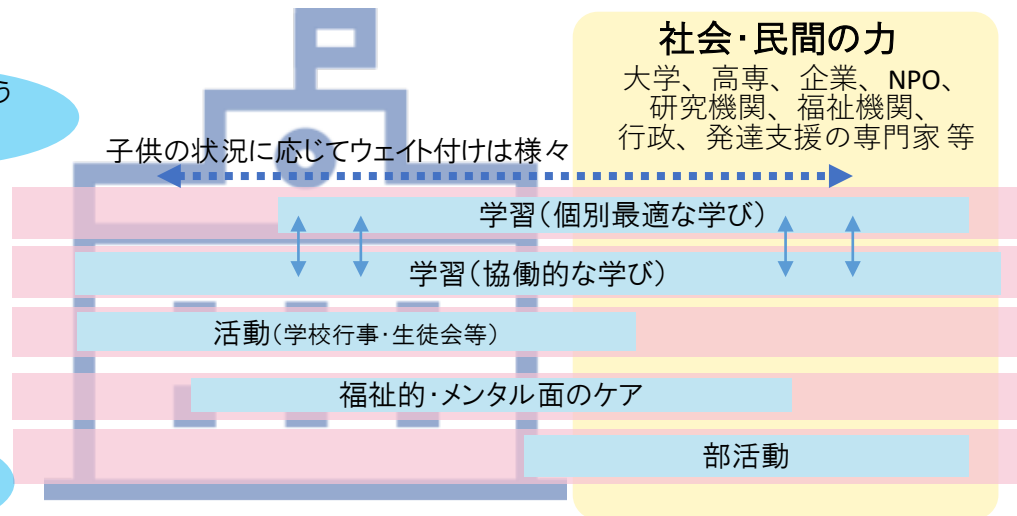 う
社会・民間の力
大学、高専、企業、NPO、
研究機関、福祉機関、
行政、発達支援の専門家 等
子供の状況に応じてウェイト付けは様々
学習(個別最適な学び)
学習(協働的な学び)
活動(学校行事・生徒会等)
福祉的・メンタル面のケア
部活動